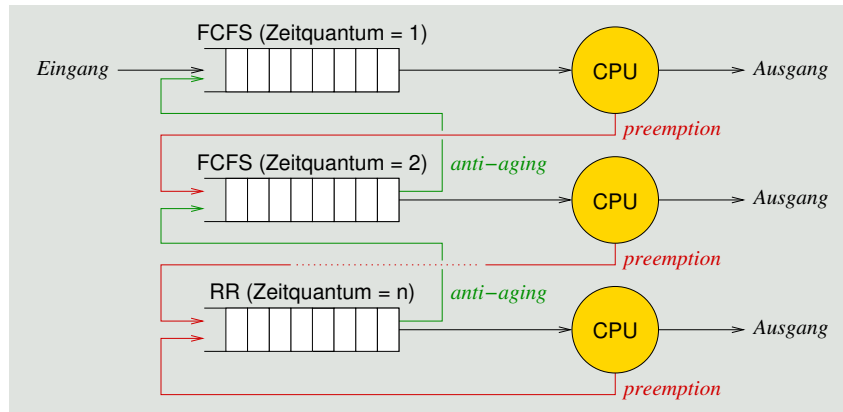 FCFS (Zeitquantum = 1)
Eingang
CPU
Ausgang
preemption
FCFS (Zeitquantum = 2)
anti−aging
CPU
Ausgang
preemption
RR (Zeitquantum = n)
anti−aging
CPU
Ausgang
preemption